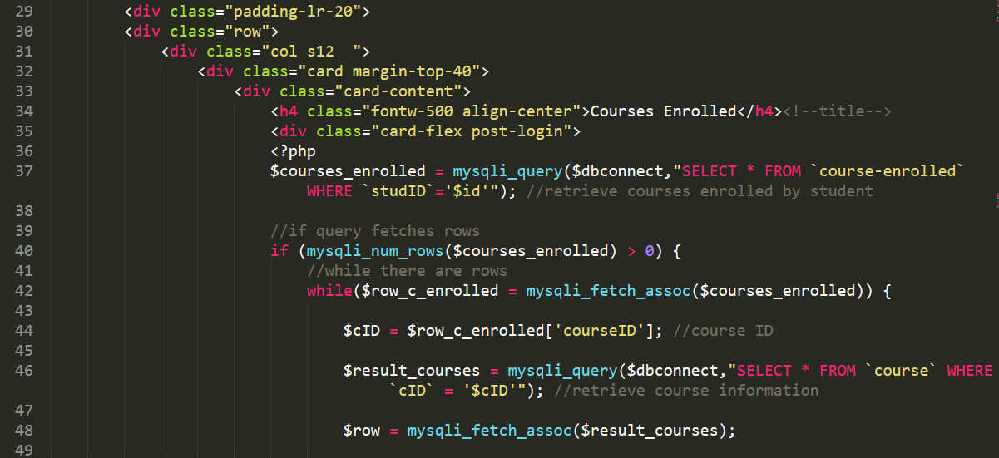 29 <div class="padding-lr-20">
30 <div class="row">
31 <div class="col s12  ">
32 <div class="card margin-top-40">
33 <div class="card-content">
34 <h4 class="fontw-500 align-center">Courses Enrolled</h4><!--title-->
35 <div class="card-flex post-login">
36 <?php
37 $courses_enrolled = mysqli_query($dbconnect,"SELECT * FROM `course-enrolled`
WHERE `studID`='$id'"); //retrieve courses enrolled by student
38
39 //if query fetches rows
40 if (mysqli_num_rows($courses_enrolled) > 0) {
41 //while there are rows
42 while($row_c_enrolled = mysqli_fetch_assoc($courses_enrolled)) {
43
44 $cID = $row_c_enrolled['courseID']; //course ID
45
46 $result_courses = mysqli_query($dbconnect,"SELECT * FROM `course` WHERE
`cID` = '$cID'"); //retrieve course information
47
48 $row = mysqli_fetch_assoc($result_courses);
49